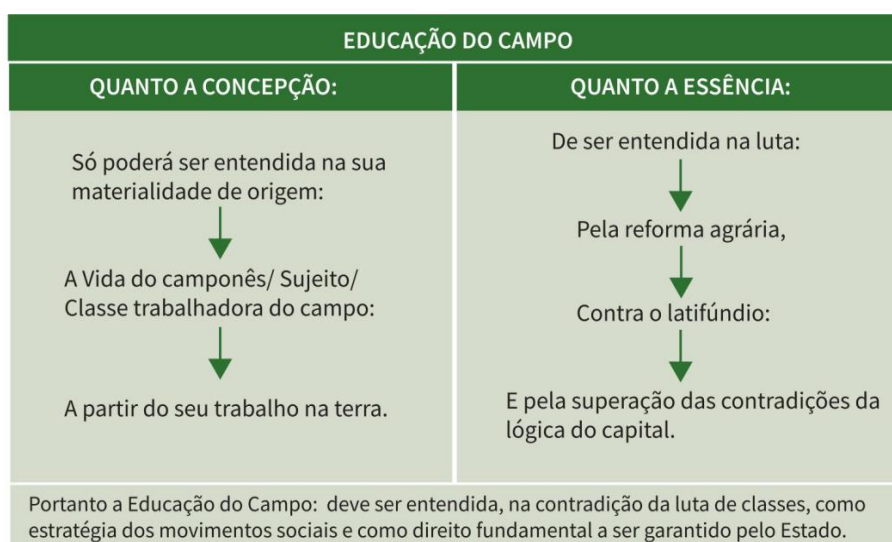 EDUCAÇÃO DO CAMPO
QUANTO A CONCEPÇÃO:
Só poderá ser entendida na sua
materialidade de origem:
A Vida do camponês/ Sujeito/
Classe trabalhadora do campo:
A partir do seu trabalho na terra.
QUANTO A ESSÊNCIA:
De ser entendida na luta:
Pela reforma agrária,
Contra o latifúndio:
E pela superação das contradições da
lógica do capital.
Portanto a Educação do Campo: deve ser entendida, na contradição da luta de classes, como
estratégia dos movimentos sociais e como direito fundamental a ser garantido pelo Estado.